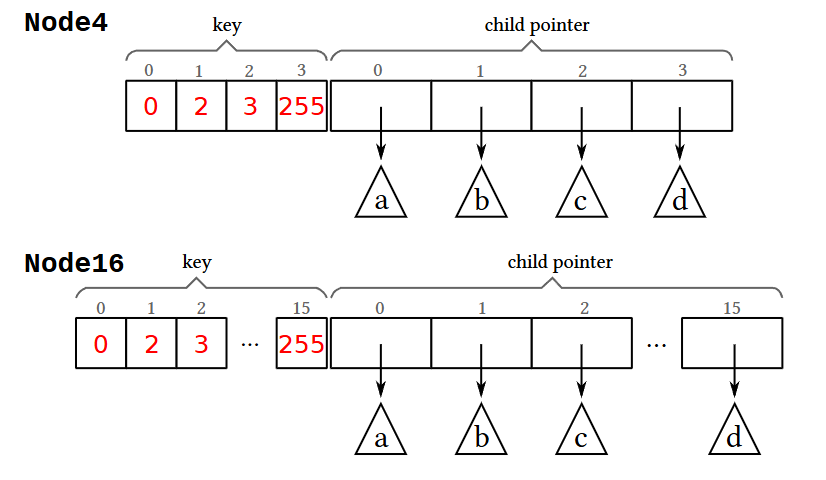 Node4
key child pointer
0 1 2 3 0 1 2 3
0 2 3 255
a b c d
Node16
key child pointer
0 1 2 15 0 1 2 15
0 2 3 ... 255 ...
a b c d